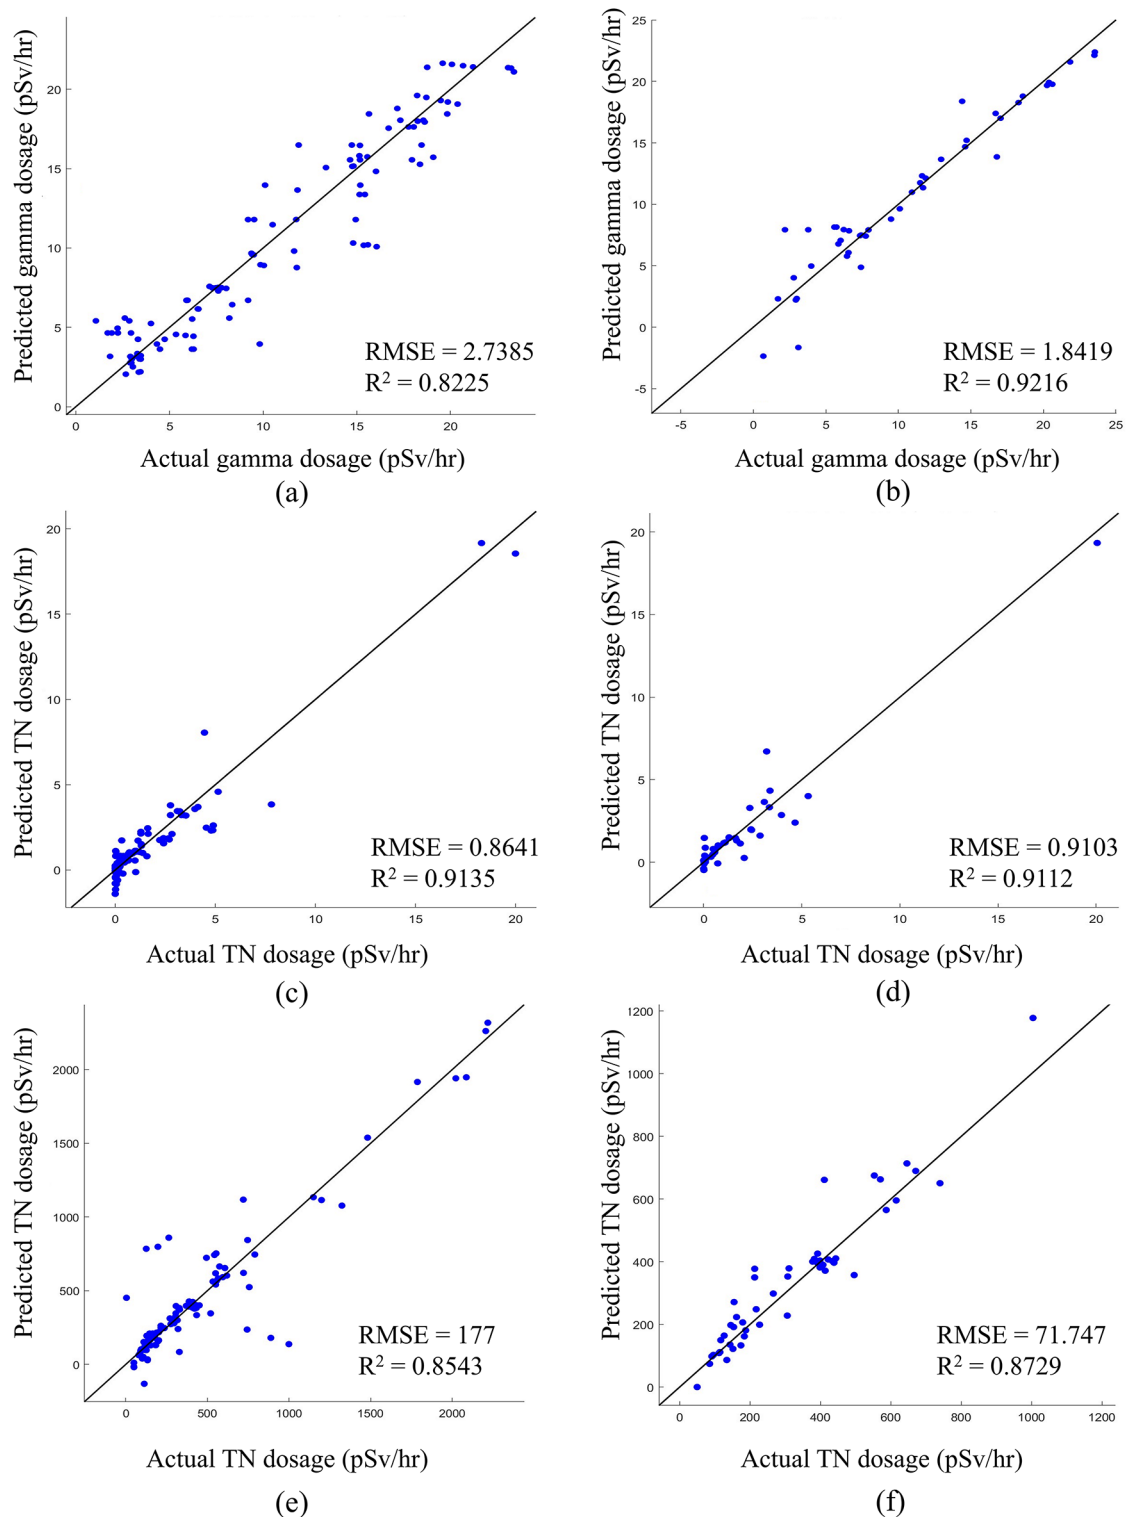 Predicted gamma dosage (pSv/hr)
20
15
10
5
0
0 5 10 15 20
RMSE = 2.7385
R² = 0.8225
Actual gamma dosage (pSv/hr)
(a)
Predicted gamma dosage (pSv/hr)
25
20
15
10
5
0
-5
-5 0 5 10 15 20 25
RMSE = 1.8419
R² = 0.9216
Actual gamma dosage (pSv/hr)
(b)
Predicted TN dosage (pSv/hr)
20
15
10
5
0
0 5 10 15 20
RMSE = 0.8641
R² = 0.9135
Actual TN dosage (pSv/hr)
(c)
Predicted TN dosage (pSv/hr)
20
15
10
5
0
0 5 10 15 20
RMSE = 0.9103
R² = 0.9112
Actual TN dosage (pSv/hr)
(d)
Predicted TN dosage (pSv/hr)
2000
1500
1000
500
0
0 500 1000 1500 2000
RMSE = 177
R² = 0.8543
Actual TN dosage (pSv/hr)
(e)
Predicted TN dosage (pSv/hr)
1200
1000
800
600
400
200
0
0 200 400 600 800 1000 1200
RMSE = 71.747
R² = 0.8729
Actual TN dosage (pSv/hr)
(f)